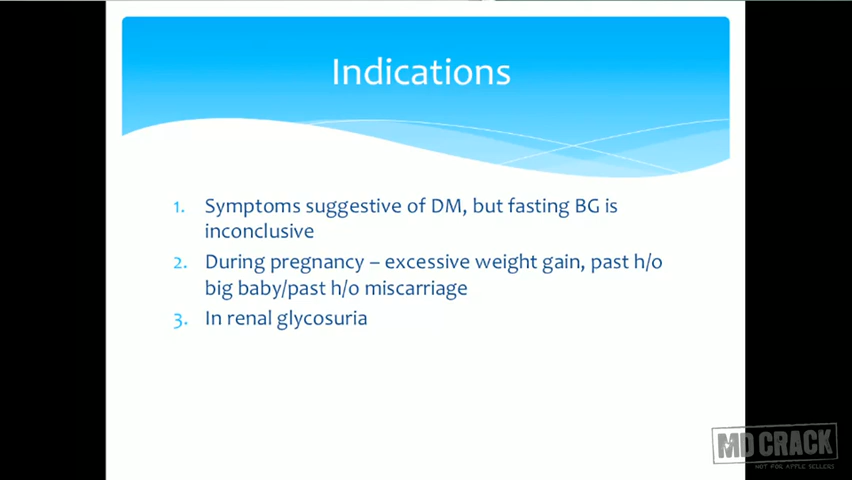 Indications
1. Symptoms suggestive of DM, but fasting BG is
inconclusive
2. During pregnancy – excessive weight gain, past h/o
big baby/past h/o miscarriage
3. In renal glycosuria
MD CRACK
NOT FOR APPLE SELLERS